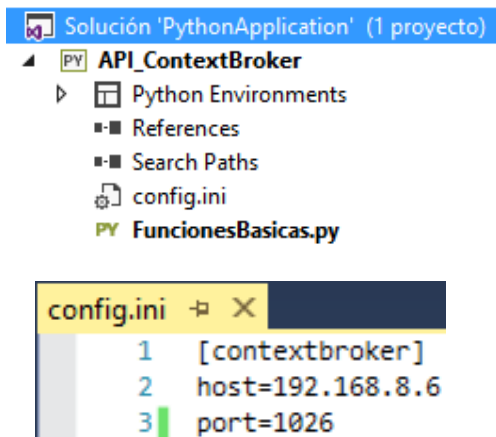 Solución 'PythonApplication' (1 proyecto)
PY API_ContextBroker
Python Environments
References
Search Paths
config.ini
PY FuncionesBasicas.py
config.ini
1 [contextbroker]
2 host=192.168.8.6
3 port=1026